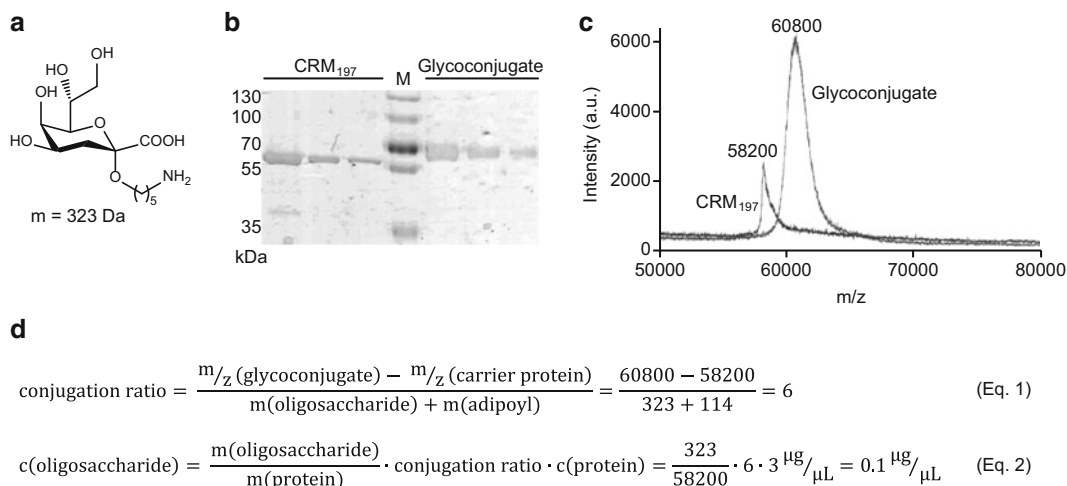 a
OH
HO
OH
OH
O
COOH
HO
O
( )5 NH2
m = 323 Da
b
CRM197 M Glycoconjugate
130
100
70
55
35
kDa
c
60800
6000
Glycoconjugate
4000
58200
2000
CRM197
0
50000 60000 70000 80000
Intensity (a.u.)
m/z
d
conjugation ratio = m/z (glycoconjugate) − m/z (carrier protein) / m(oligosaccharide) + m(adipoyl) = 60800 − 58200 / 323 + 114 = 6 (Eq. 1)
c(oligosaccharide) = m(oligosaccharide) / m(protein) · conjugation ratio · c(protein) = 323 / 58200 · 6 · 3 µg/µL = 0.1 µg/µL (Eq. 2)